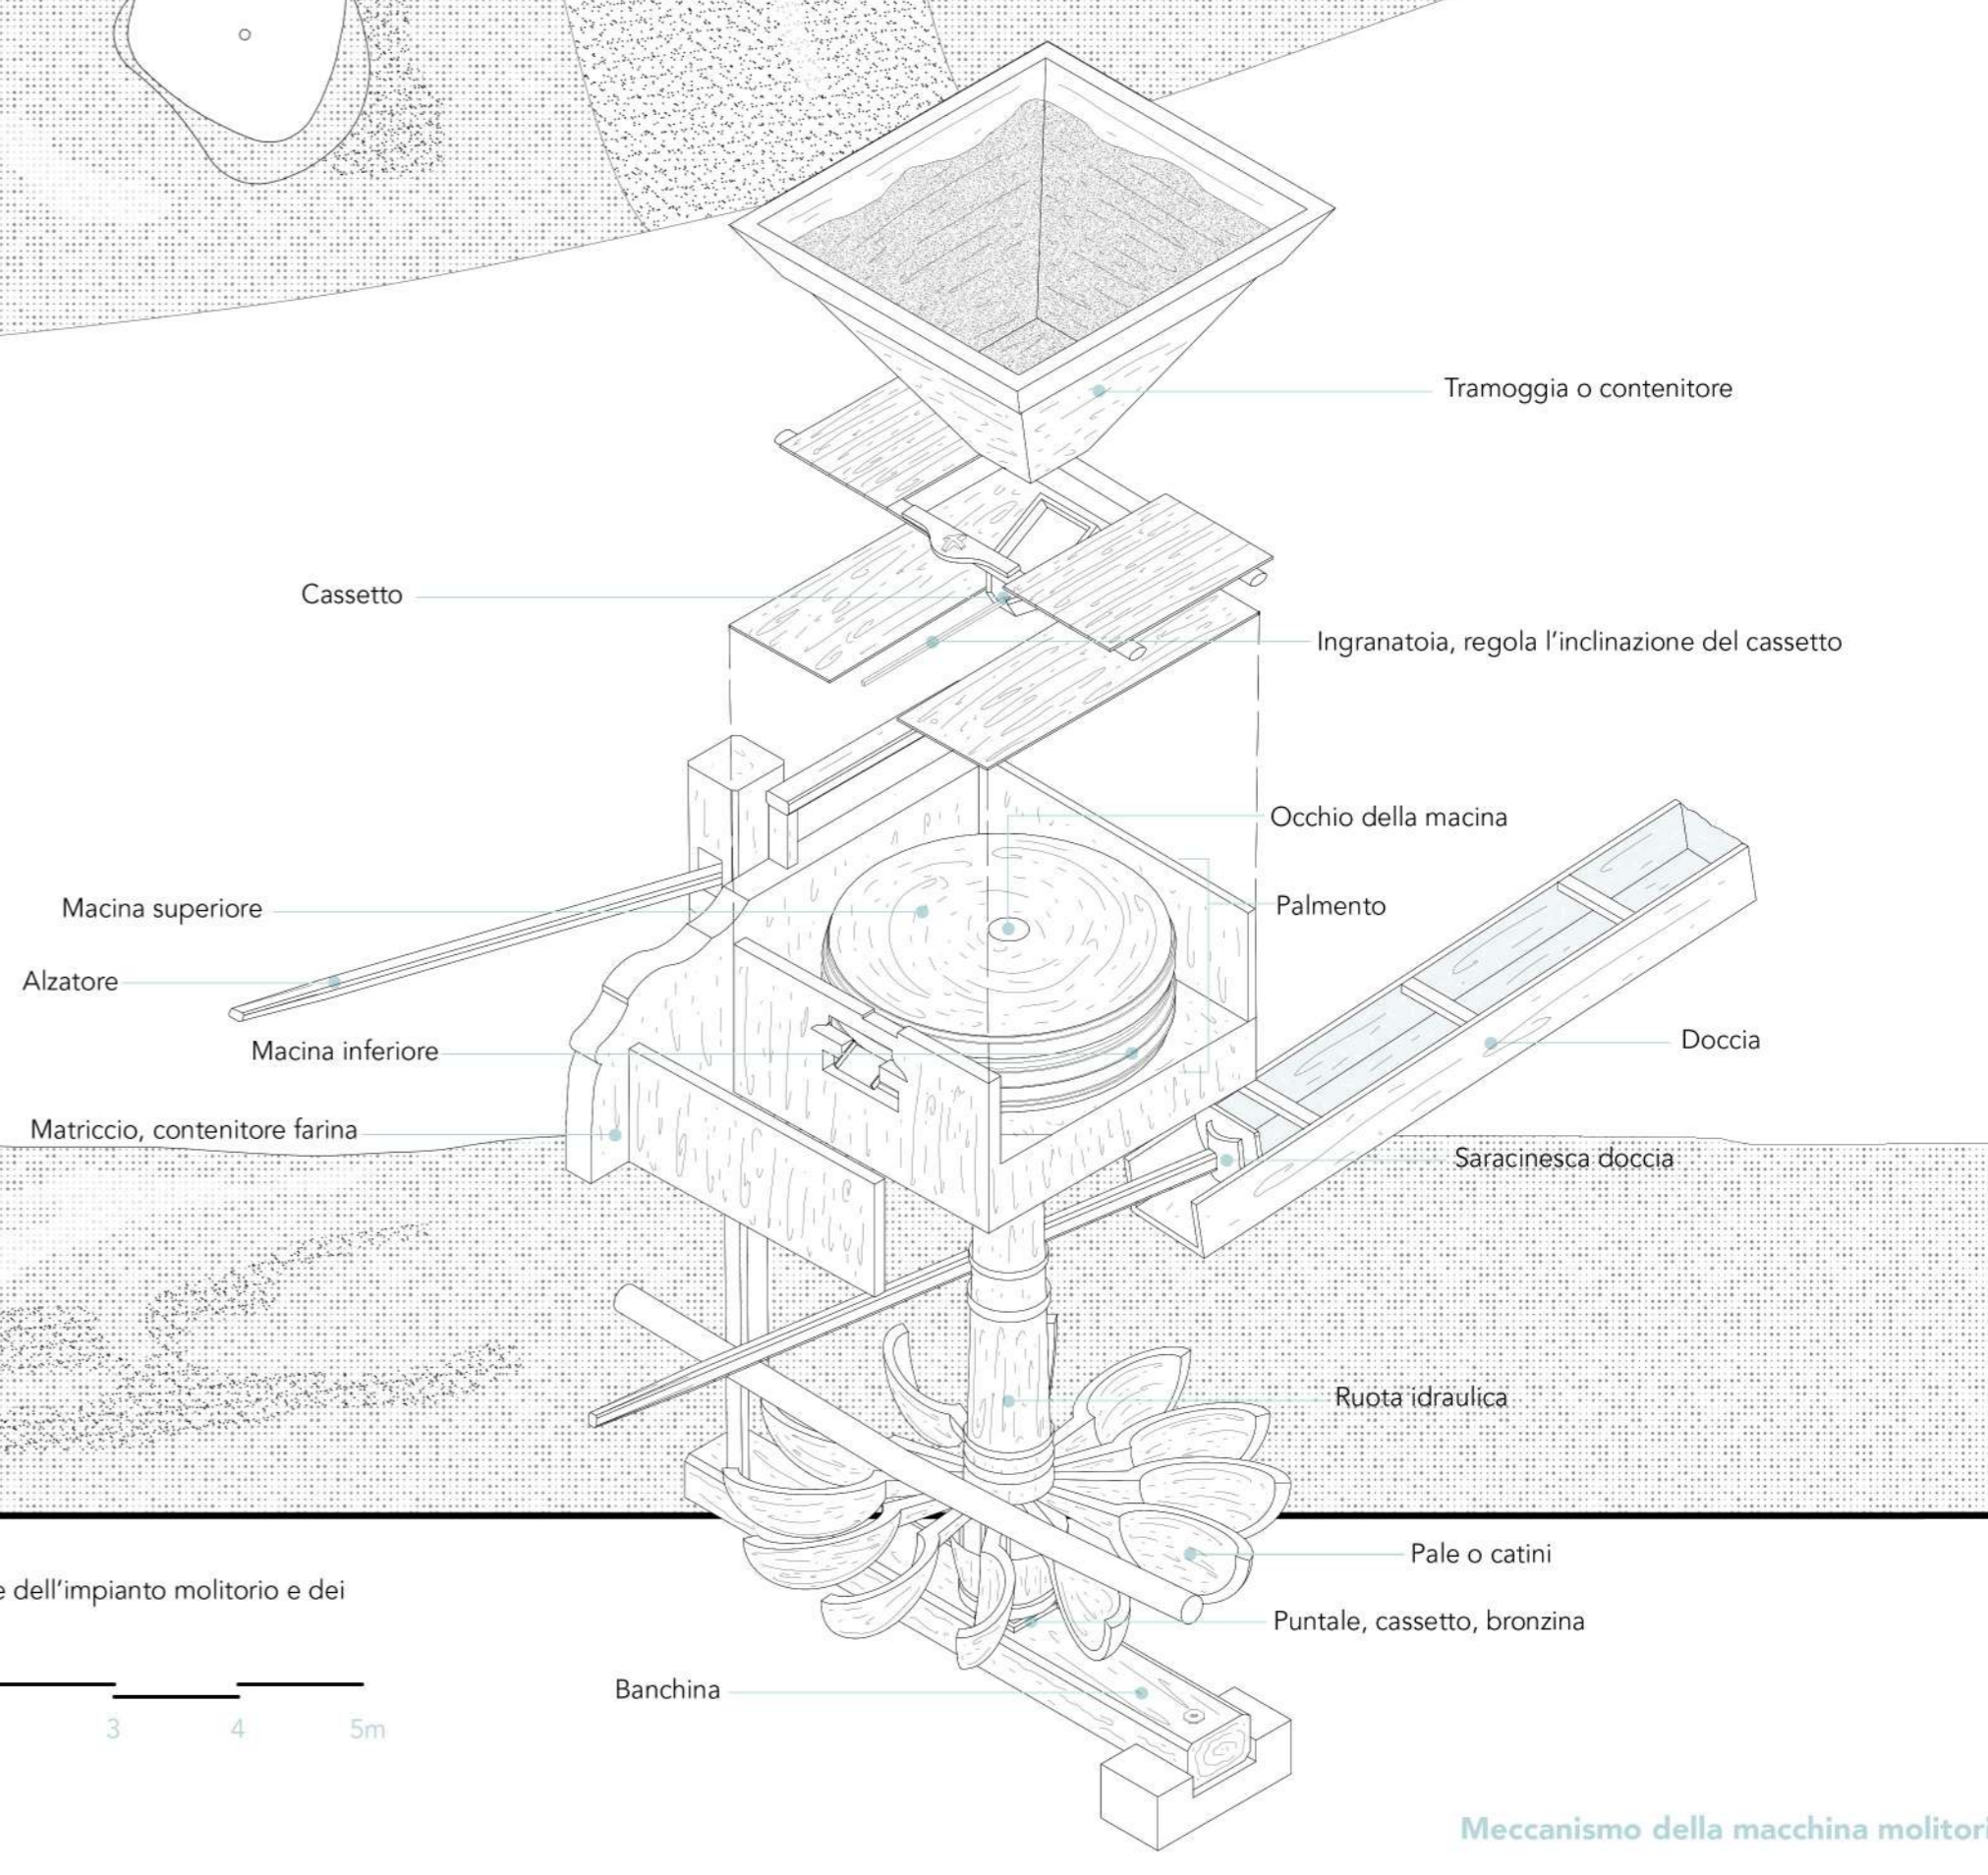 Tramoggia o contenitore
Cassetto
Ingranatoia, regola l'inclinazione del cassetto
Occhio della macina
Macina superiore
Palmento
Alzatore
Doccia
Macina inferiore
Matriccio, contenitore farina
Saracinesca doccia
Ruota idraulica
Pale o catini
e dell'impianto molitorio e dei
Puntale, cassetto, bronzina
Banchina
3 4 5m
Meccanismo della macchina molitori